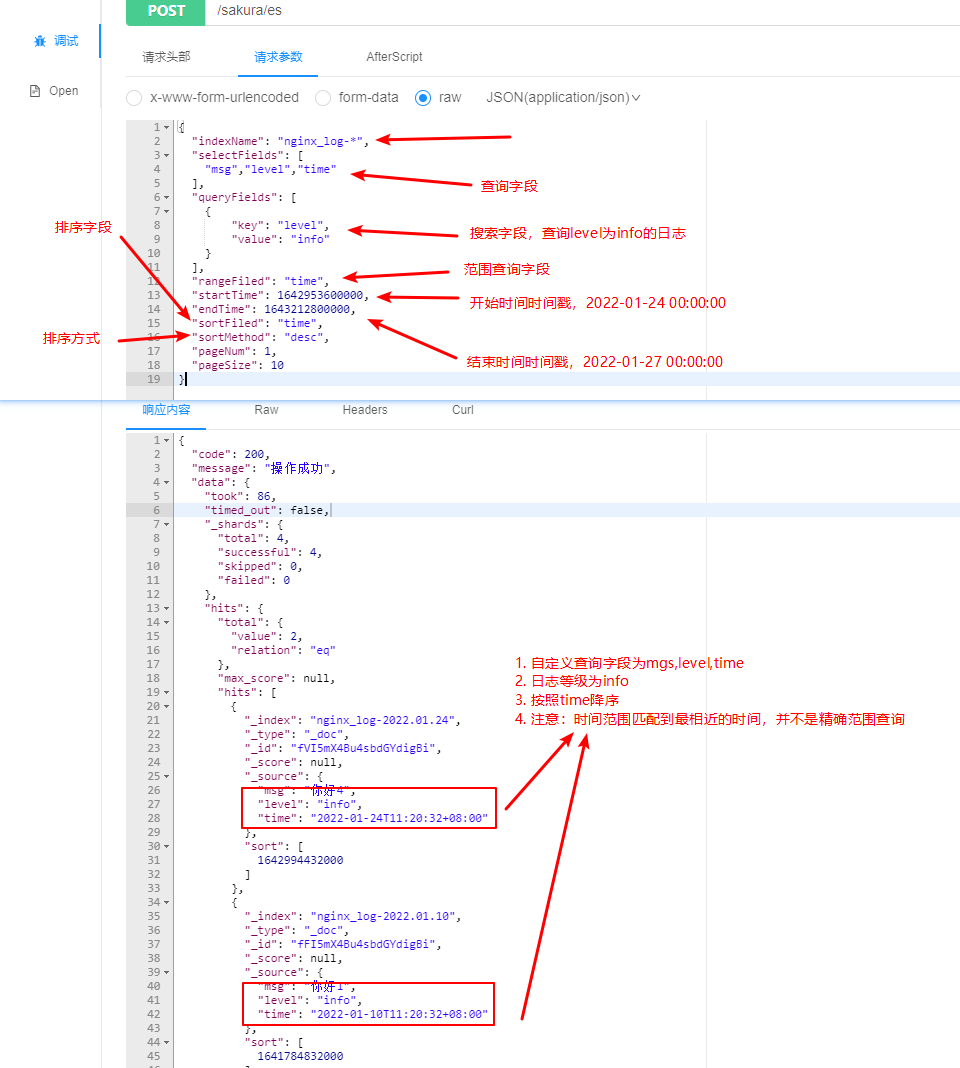 POST /sakura/es
调试
请求头部 请求参数 AfterScript
Open
x-www-form-urlencoded form-data raw JSON(application/json)
1 {
2 "indexName": "nginx_log-*",
3 "selectFields": [
4 "msg","level","time"
查询字段
5 ],
6 "queryFields": [
7 {
8 "key": "level",
9 "value": "info"
搜索字段，查询level为info的日志
10 }
11 ],
12 "rangeFiled": "time",
范围查询字段
13 "startTime": 1642953600000,
开始时间时间戳，2022-01-24 00:00:00
14 "endTime": 1643212800000,
15 "sortFiled": "time",
排序字段
16 "sortMethod": "desc",
排序方式
17 "pageNum": 1,
18 "pageSize": 10
结束时间时间戳，2022-01-27 00:00:00
19 }
响应内容 Raw Headers Curl
1 {
2 "code": 200,
3 "message": "操作成功",
4 "data": {
5 "took": 86,
6 "timed_out": false,
7 "_shards": {
8 "total": 4,
9 "successful": 4,
10 "skipped": 0,
11 "failed": 0
12 },
13 "hits": {
14 "total": {
15 "value": 2,
16 "relation": "eq"
17 },
18 "max_score": null,
19 "hits": [
20 {
21 "_index": "nginx_log-2022.01.24",
22 "_type": "_doc",
23 "_id": "fVI5mX4Bu4sbdGYdigBi",
24 "_score": null,
25 "_source": {
26 "msg": "你好4",
27 "level": "info",
28 "time": "2022-01-24T11:20:32+08:00"
29 },
30 "sort": [
31 1642994432000
32 ]
33 },
34 {
35 "_index": "nginx_log-2022.01.10",
36 "_type": "_doc",
37 "_id": "fFI5mX4Bu4sbdGYdigBi",
38 "_score": null,
39 "_source": {
40 "msg": "你好1",
41 "level": "info",
42 "time": "2022-01-10T11:20:32+08:00"
43 },
44 "sort": [
45 1641784832000
1. 自定义查询字段为mgs,level,time
2. 日志等级为info
3. 按照time降序
4. 注意：时间范围匹配到最相近的时间，并不是精确范围查询